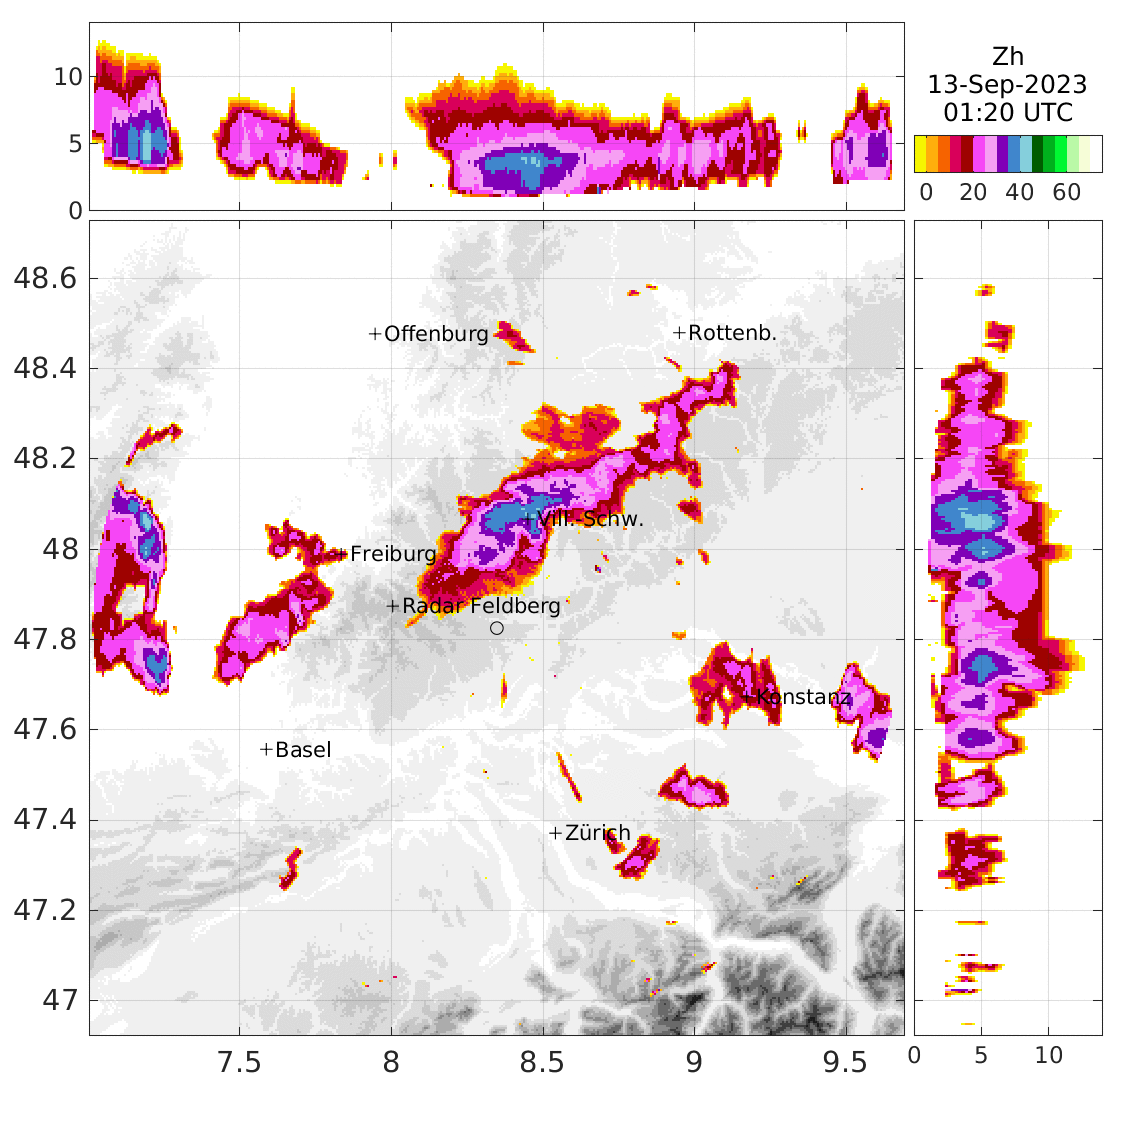 10
5
0
Zh
13-Sep-2023
01:20 UTC
0 20 40 60
48.6
48.4
48.2
48
47.8
47.6
47.4
47.2
47
+Offenburg
+Rottenb.
+Vill.-Schw.
+Freiburg
+Radar Feldberg
+Konstanz
+Basel
+Zürich
7.5 8 8.5 9 9.5
0 5 10